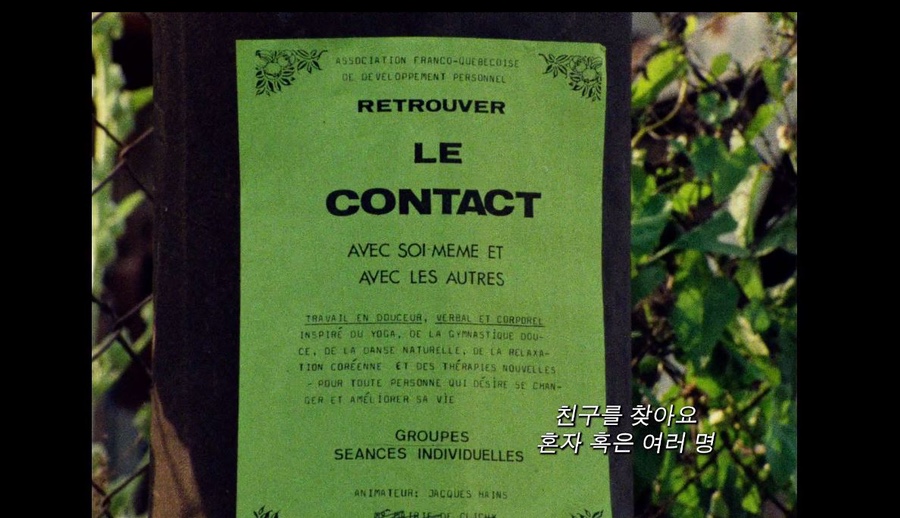 ASSOCIATION FRANCO-QUEBECOISE
DE DEVELOPPEMENT PERSONNEL
RETROUVER
LE
CONTACT
AVEC SOI-MEME ET
AVEC LES AUTRES
TRAVAIL EN DOUCEUR, VERBAL ET CORPOREL
INSPIRÉ DU YOGA, DE LA GYMNASTIQUE DOU-
CE, DE LA DANSE NATURELLE, DE LA RELAXA-
TION CORÉENNE ET DES THÉRAPIES NOUVELLES
- POUR TOUTE PERSONNE QUI DÉSIRE SE CHAN-
GER ET AMÉLIORER SA VIE
친구를 찾아요
혼자 혹은 여러 명
GROUPES
SEANCES INDIVIDUELLES
ANIMATEUR: JACQUES HAINS
MAIRIE DE CLICHY